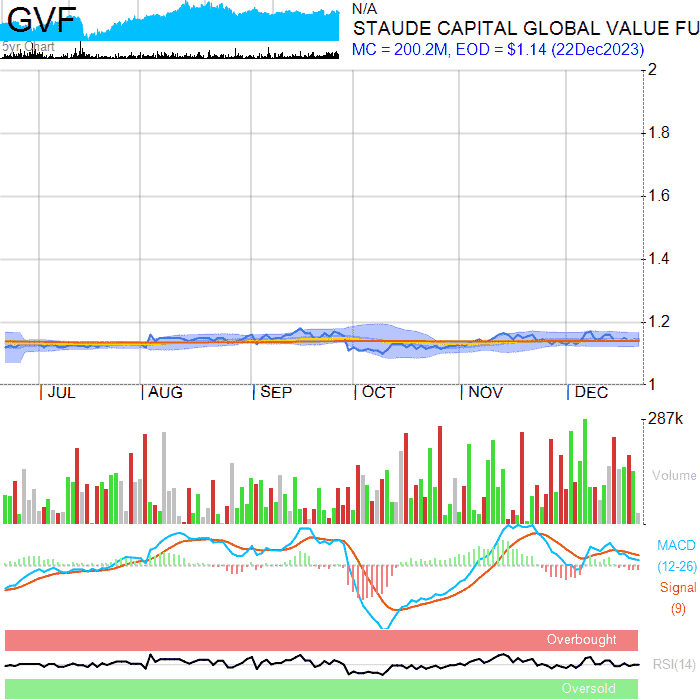 GVF
5yr Chart
N/A
STAUDE CAPITAL GLOBAL VALUE FU
MC = 200.2M, EOD = $1.14 (22Dec2023)
2
1.8
1.6
1.4
1.2
1
JUL
AUG
SEP
OCT
NOV
DEC
287k
Volume
MACD
(12-26)
Signal
(9)
Overbought
RSI(14)
Oversold